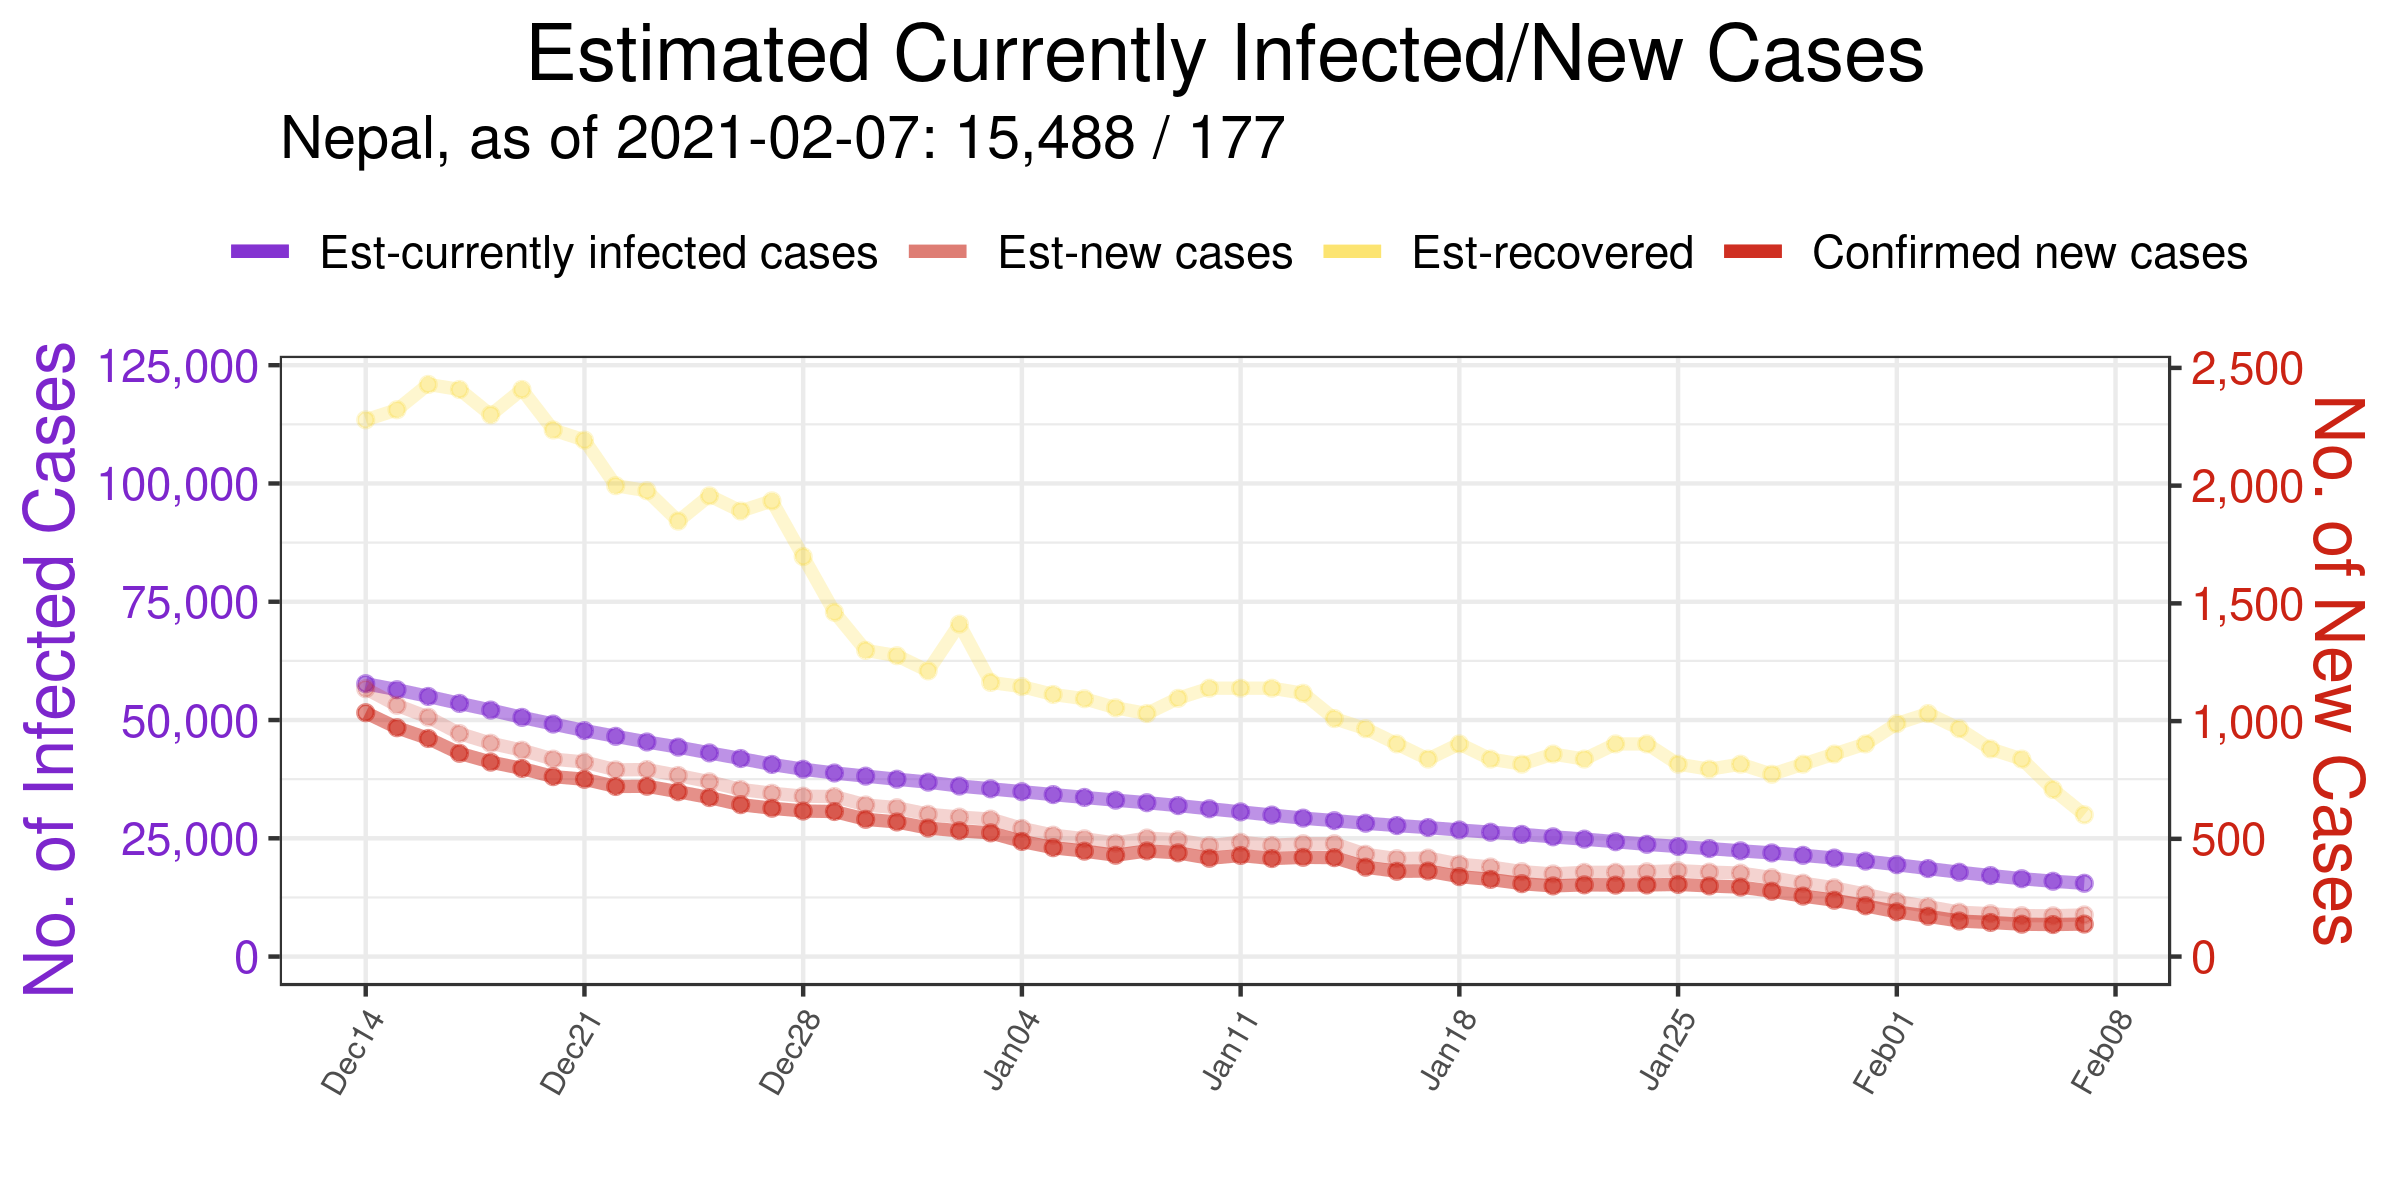 Estimated Currently Infected/New Cases
Nepal, as of 2021-02-07: 15,488 / 177
Est-currently infected cases Est-new cases Est-recovered Confirmed new cases
No. of Infected Cases
125,000
100,000
75,000
50,000
25,000
0
2,500
2,000
1,500
1,000
500
0
No. of New Cases
Dec14 Dec21 Dec28 Jan04 Jan11 Jan18 Jan25 Feb01 Feb08